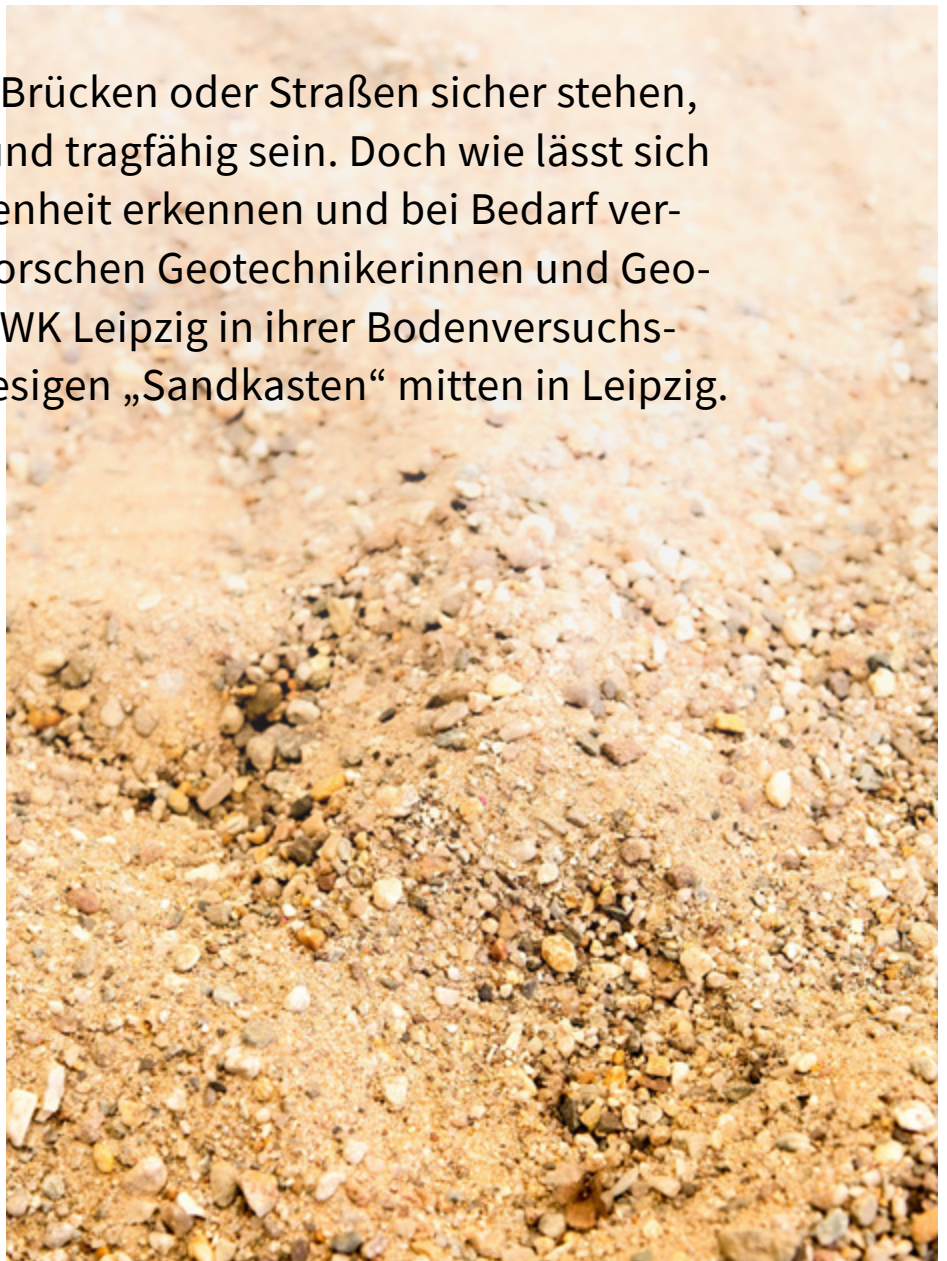 Brücken oder Straßen sicher stehen,
und tragfähig sein. Doch wie lässt sich
enheit erkennen und bei Bedarf ver-
orschen Geotechnikerinnen und Geo-
WK Leipzig in ihrer Bodenversuchs-
esigen „Sandkasten“ mitten in Leipzig.